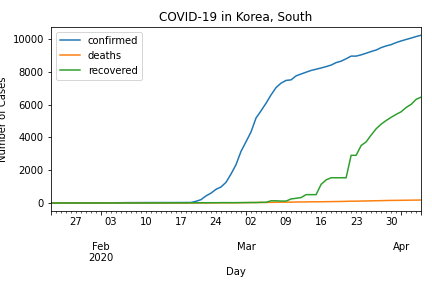 COVID-19 in Korea, South
confirmed
deaths
recovered
Number of Cases
10000
8000
6000
4000
2000
0
27 03 10 17 24 02 09 16 23 30
Feb Mar Apr
2020
Day